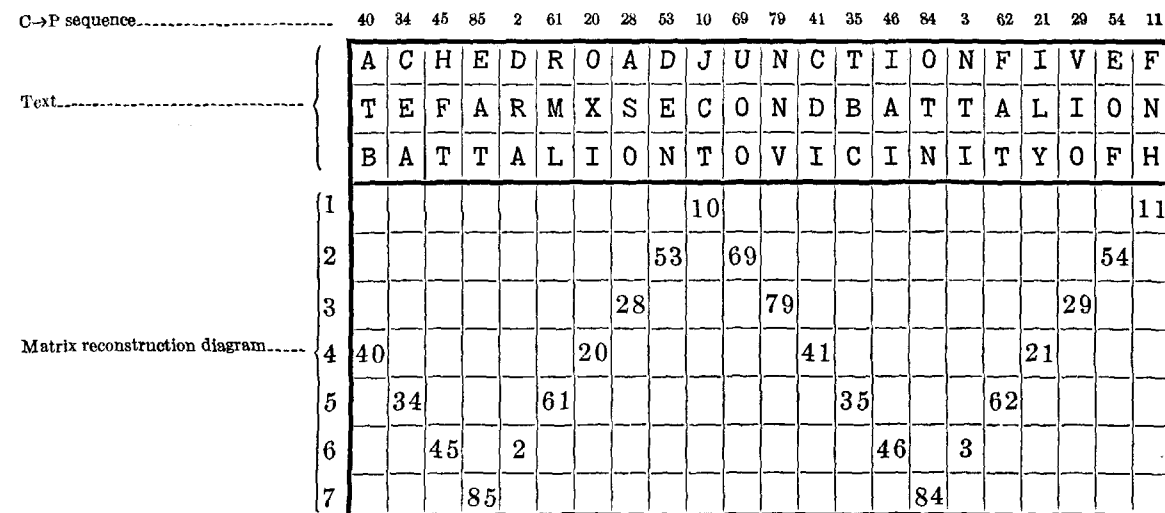 C→P sequence 40 34 45 85 2 61 20 28 53 10 69 79 41 35 46 84 3 62 21 29 54 11
A C H E D R O A D J U N C T I O N F I V E F
Text T E F A R M X S E C O N D B A T T A L I O N
B A T T A L I O N T O V I C I N I T Y O F H
1 10 11
2 53 69 54
3 28 79 29
Matrix reconstruction diagram 4 40 20 41 21
5 34 61 35 62
6 45 2 46 3
7 85 84